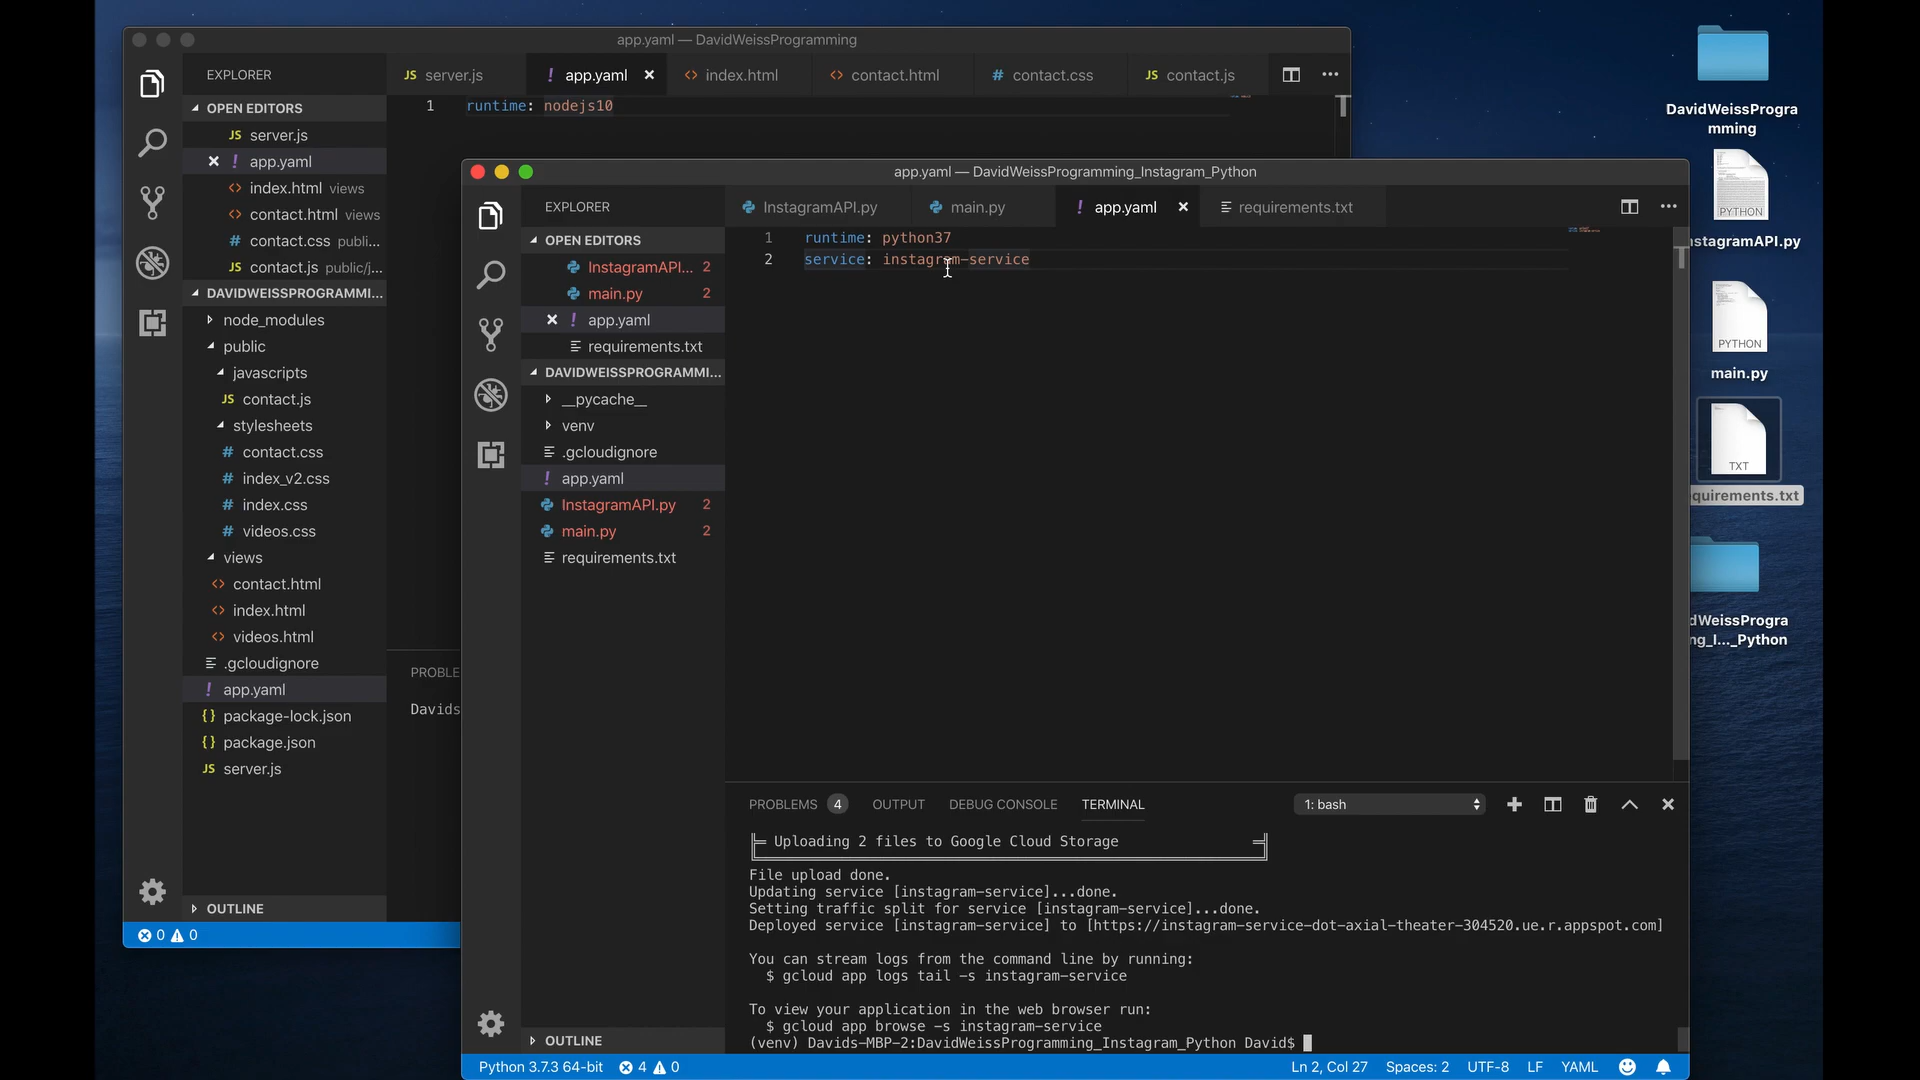 app.yaml — DavidWeissProgramming
EXPLORER
JS server.js
! app.yaml
<> index.html
<> contact.html
# contact.css
JS contact.js
OPEN EDITORS
JS server.js
! app.yaml
<> index.html views
<> contact.html views
# contact.css publi...
JS contact.js public/j...
DAVIDWEISSPROGRAMMI...
node_modules
public
javascripts
JS contact.js
stylesheets
# contact.css
# index_v2.css
# index.css
# videos.css
views
<> contact.html
<> index.html
<> videos.html
.gcloudignore
! app.yaml
{} package-lock.json
{} package.json
JS server.js
OUTLINE
0 0
1 runtime: nodejs10
PROBLE
Davids
app.yaml — DavidWeissProgramming_Instagram_Python
EXPLORER
InstagramAPI.py
main.py
! app.yaml
requirements.txt
OPEN EDITORS
InstagramAPI... 2
main.py 2
! app.yaml
requirements.txt
DAVIDWEISSPROGRAMMI...
__pycache__
venv
.gcloudignore
! app.yaml
InstagramAPI.py 2
main.py 2
requirements.txt
OUTLINE
1 runtime: python37
2 service: instagram-service
PROBLEMS 4 OUTPUT DEBUG CONSOLE TERMINAL 1: bash
Uploading 2 files to Google Cloud Storage
File upload done.
Updating service [instagram-service]...done.
Setting traffic split for service [instagram-service]...done.
Deployed service [instagram-service] to [https://instagram-service-dot-axial-theater-304520.ue.r.appspot.com]
You can stream logs from the command line by running:
$ gcloud app logs tail -s instagram-service
To view your application in the web browser run:
$ gcloud app browse -s instagram-service
(venv) Davids-MBP-2:DavidWeissProgramming_Instagram_Python David$
Python 3.7.3 64-bit 4 0 Ln 2, Col 27 Spaces: 2 UTF-8 LF YAML
DavidWeissProgra
mming
PYTHON
stagramAPI.py
PYTHON
main.py
TXT
quirements.txt
dWeissProgra
ng_I..._Python